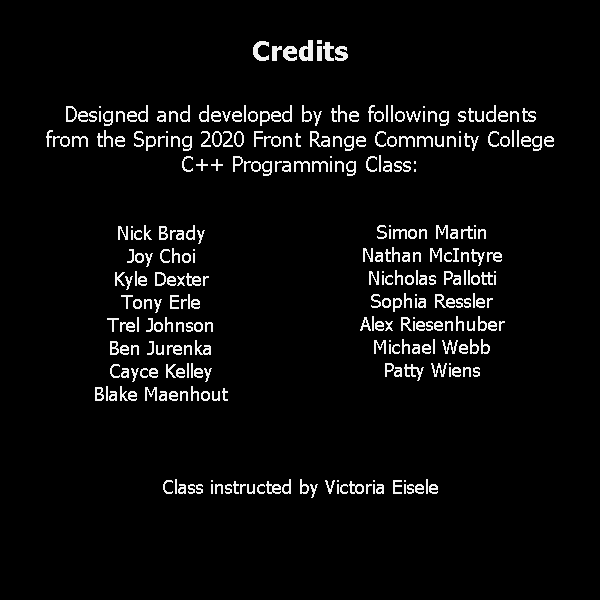 Credits
Designed and developed by the following students
from the Spring 2020 Front Range Community College
C++ Programming Class:
Nick Brady
Joy Choi
Kyle Dexter
Tony Erle
Trel Johnson
Ben Jurenka
Cayce Kelley
Blake Maenhout
Simon Martin
Nathan McIntyre
Nicholas Pallotti
Sophia Ressler
Alex Riesenhuber
Michael Webb
Patty Wiens
Class instructed by Victoria Eisele